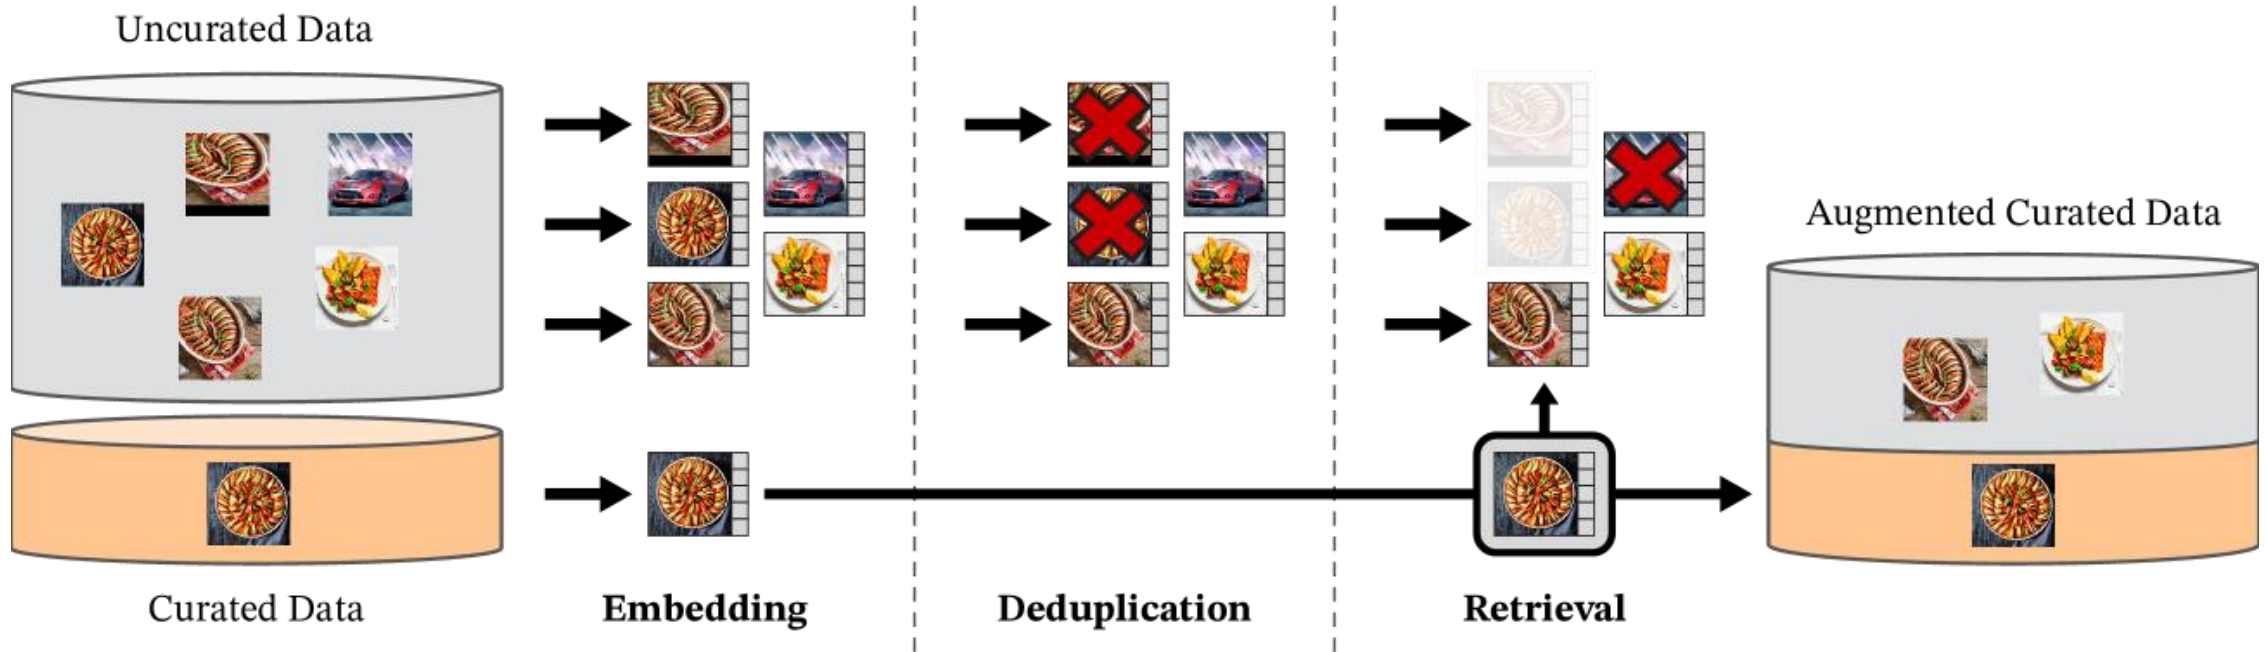 Uncurated Data
Augmented Curated Data
Curated Data
Embedding
Deduplication
Retrieval